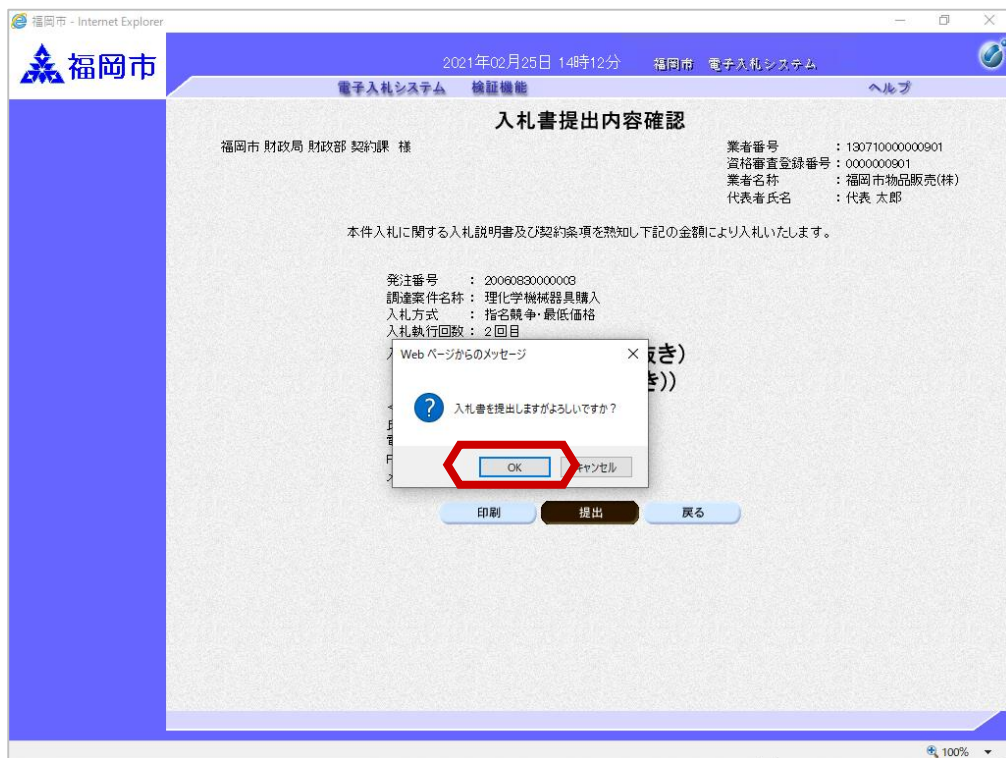 福岡市 - Internet Explorer
福岡市
2021年02月25日 14時12分
福岡市 電子入札システム
電子入札システム 検証機能 ヘルプ
入札書提出内容確認
福岡市 財政局 財政部 契約課 様
業者番号 : 130710000000901
資格審査登録番号 : 0000000901
業者名称 : 福岡市物品販売(株)
代表者氏名 : 代表 太郎
本件入札に関する入札説明書及び契約条項を熟知し下記の金額により入札いたします。
発注番号 : 20060830000003
調達案件名称 : 理化学機械器具購入
入札方式 : 指名競争・最低価格
入札執行回数 : 2回目
抜き)
き))
Web ページからのメッセージ
入札書を提出しますがよろしいですか?
OK キャンセル
印刷 提出 戻る
100%